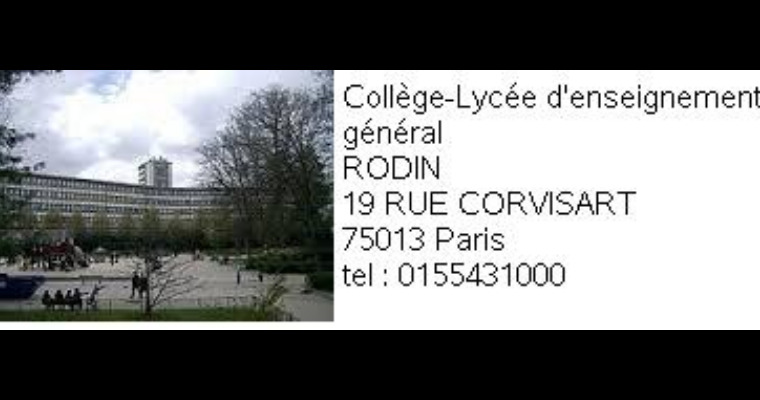 Collège-Lycée d'enseignement
général
RODIN
19 RUE CORVISART
75013 Paris
tel : 0155431000